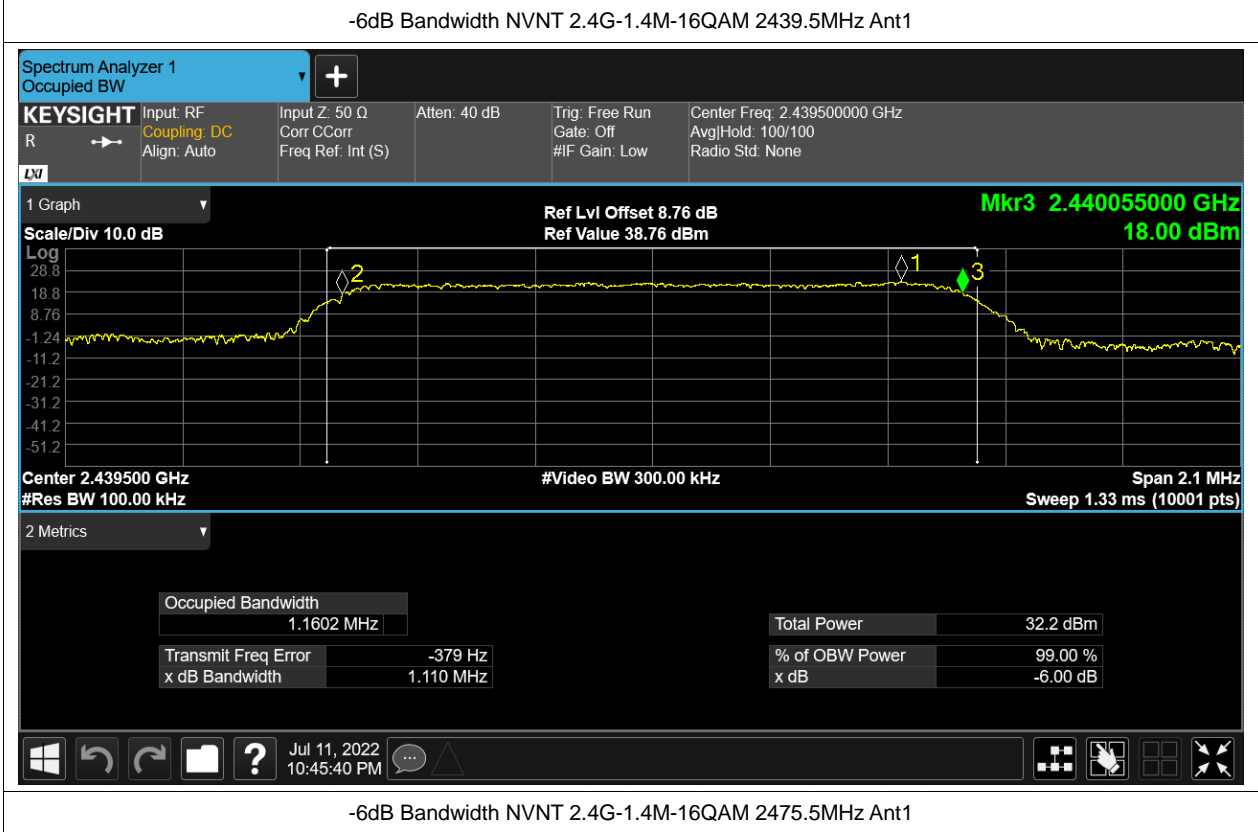 -6dB Bandwidth NVNT 2.4G-1.4M-16QAM 2439.5MHz Ant1
Spectrum Analyzer 1
Occupied BW
KEYSIGHT
R
LXI
Input: RF
Coupling: DC
Align: Auto
Input Z: 50 Ω
Corr CCorr
Freq Ref: Int (S)
Atten: 40 dB
Trig: Free Run
Gate: Off
#IF Gain: Low
Center Freq: 2.439500000 GHz
Avg|Hold: 100/100
Radio Std: None
1 Graph
Scale/Div 10.0 dB
Ref Lvl Offset 8.76 dB
Ref Value 38.76 dBm
Mkr3 2.440055000 GHz
18.00 dBm
Log
28.8
18.8
8.76
-1.24
-11.2
-21.2
-31.2
-41.2
-51.2
2
1
3
Center 2.439500 GHz
#Res BW 100.00 kHz
#Video BW 300.00 kHz
Span 2.1 MHz
Sweep 1.33 ms (10001 pts)
2 Metrics
Occupied Bandwidth
1.1602 MHz
Transmit Freq Error -379 Hz
x dB Bandwidth 1.110 MHz
Total Power 32.2 dBm
% of OBW Power 99.00 %
x dB -6.00 dB
Jul 11, 2022
10:45:40 PM
-6dB Bandwidth NVNT 2.4G-1.4M-16QAM 2475.5MHz Ant1